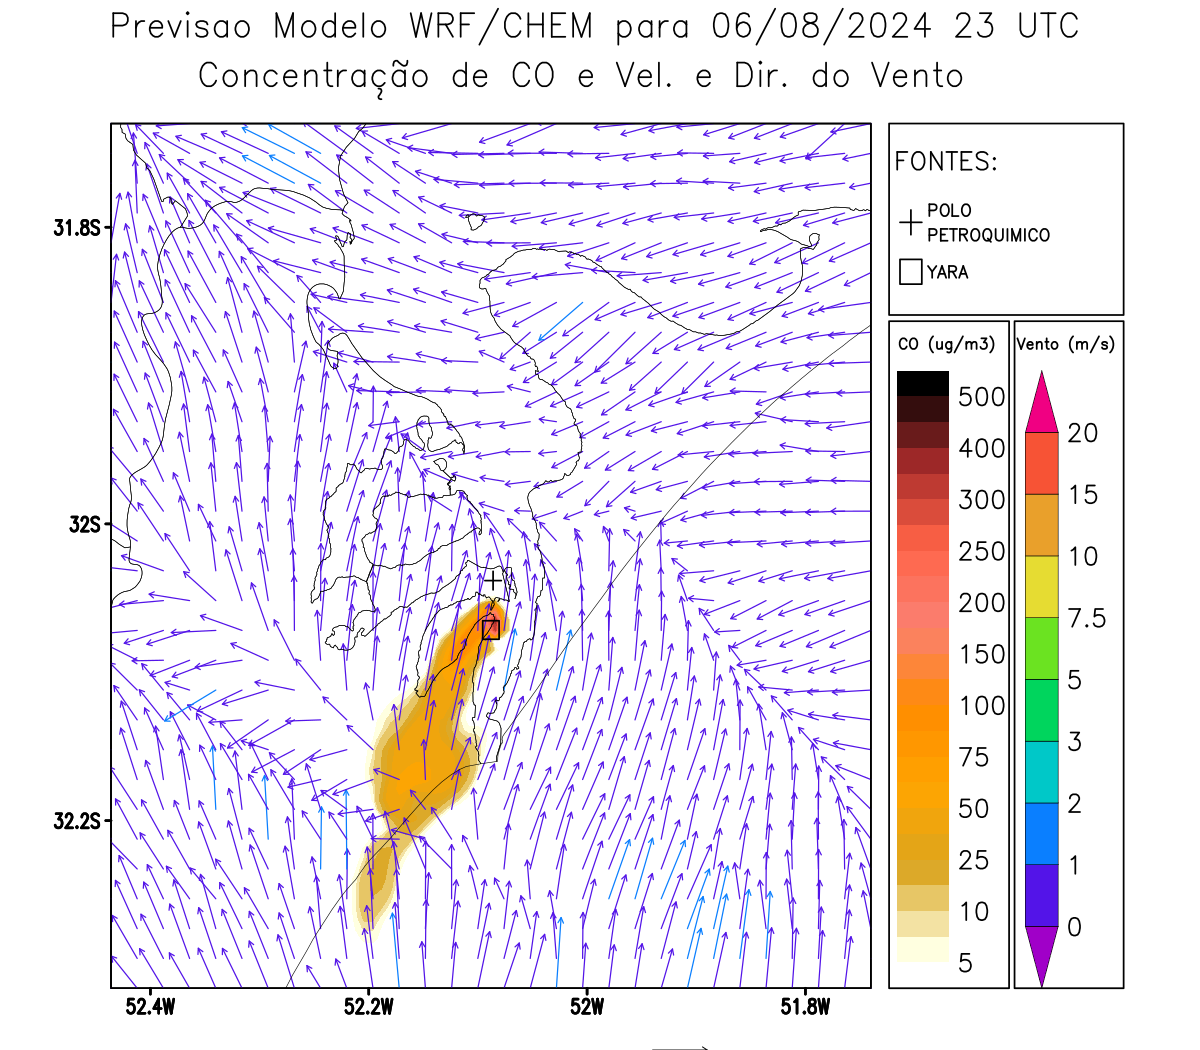 Previsao Modelo WRF/CHEM para 06/08/2024 23 UTC
Concentração de CO e Vel. e Dir. do Vento
FONTES:
POLO
PETROQUIMICO
YARA
CO (ug/m3)
500
400
300
250
200
150
100
75
50
25
10
5
Vento (m/s)
20
15
10
7.5
5
3
2
1
0
31.8S
32S
32.2S
52.4W
52.2W
52W
51.8W